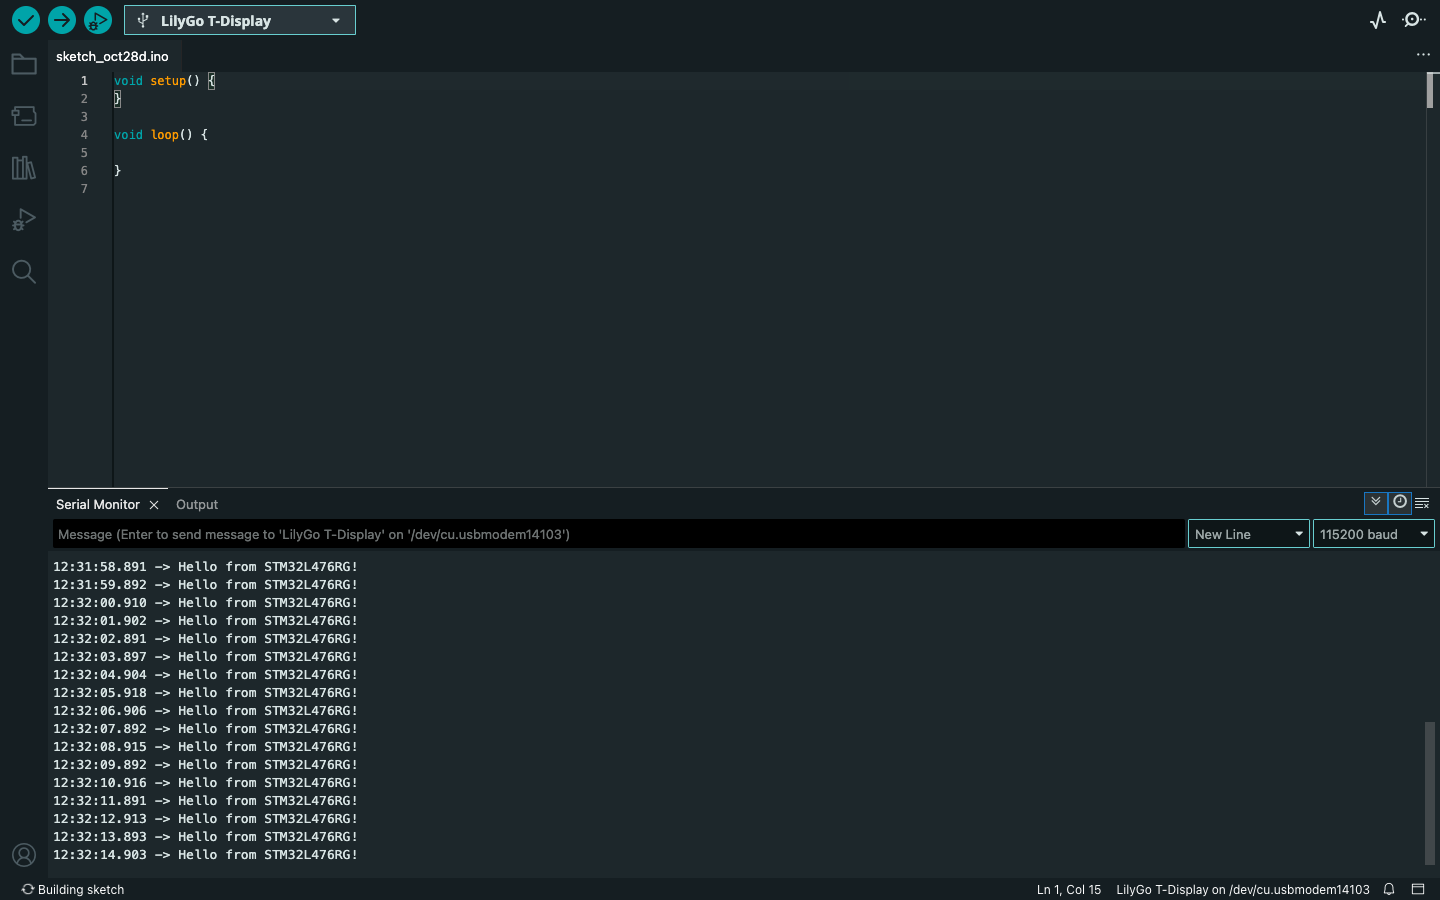 LilyGo T-Display
sketch_oct28d.ino
1 void setup() {
2 }
3
4 void loop() {
5
6 }
7
Serial Monitor Output
Message (Enter to send message to 'LilyGo T-Display' on '/dev/cu.usbmodem14103') New Line 115200 baud
12:31:58.891 -> Hello from STM32L476RG!
12:31:59.892 -> Hello from STM32L476RG!
12:32:00.910 -> Hello from STM32L476RG!
12:32:01.902 -> Hello from STM32L476RG!
12:32:02.891 -> Hello from STM32L476RG!
12:32:03.897 -> Hello from STM32L476RG!
12:32:04.904 -> Hello from STM32L476RG!
12:32:05.918 -> Hello from STM32L476RG!
12:32:06.906 -> Hello from STM32L476RG!
12:32:07.892 -> Hello from STM32L476RG!
12:32:08.915 -> Hello from STM32L476RG!
12:32:09.892 -> Hello from STM32L476RG!
12:32:10.916 -> Hello from STM32L476RG!
12:32:11.891 -> Hello from STM32L476RG!
12:32:12.913 -> Hello from STM32L476RG!
12:32:13.893 -> Hello from STM32L476RG!
12:32:14.903 -> Hello from STM32L476RG!
Building sketch Ln 1, Col 15 LilyGo T-Display on /dev/cu.usbmodem14103